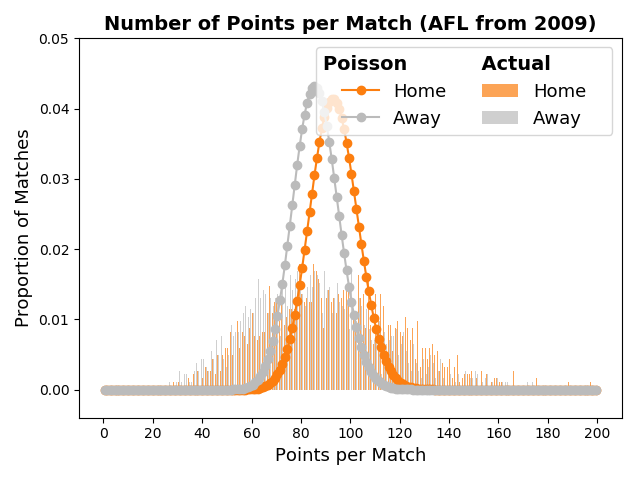 Number of Points per Match (AFL from 2009)
Poisson Actual
Home Home
Away Away
0.05
0.04
0.03
0.02
0.01
0.00
Proportion of Matches
0 20 40 60 80 100 120 140 160 180 200
Points per Match